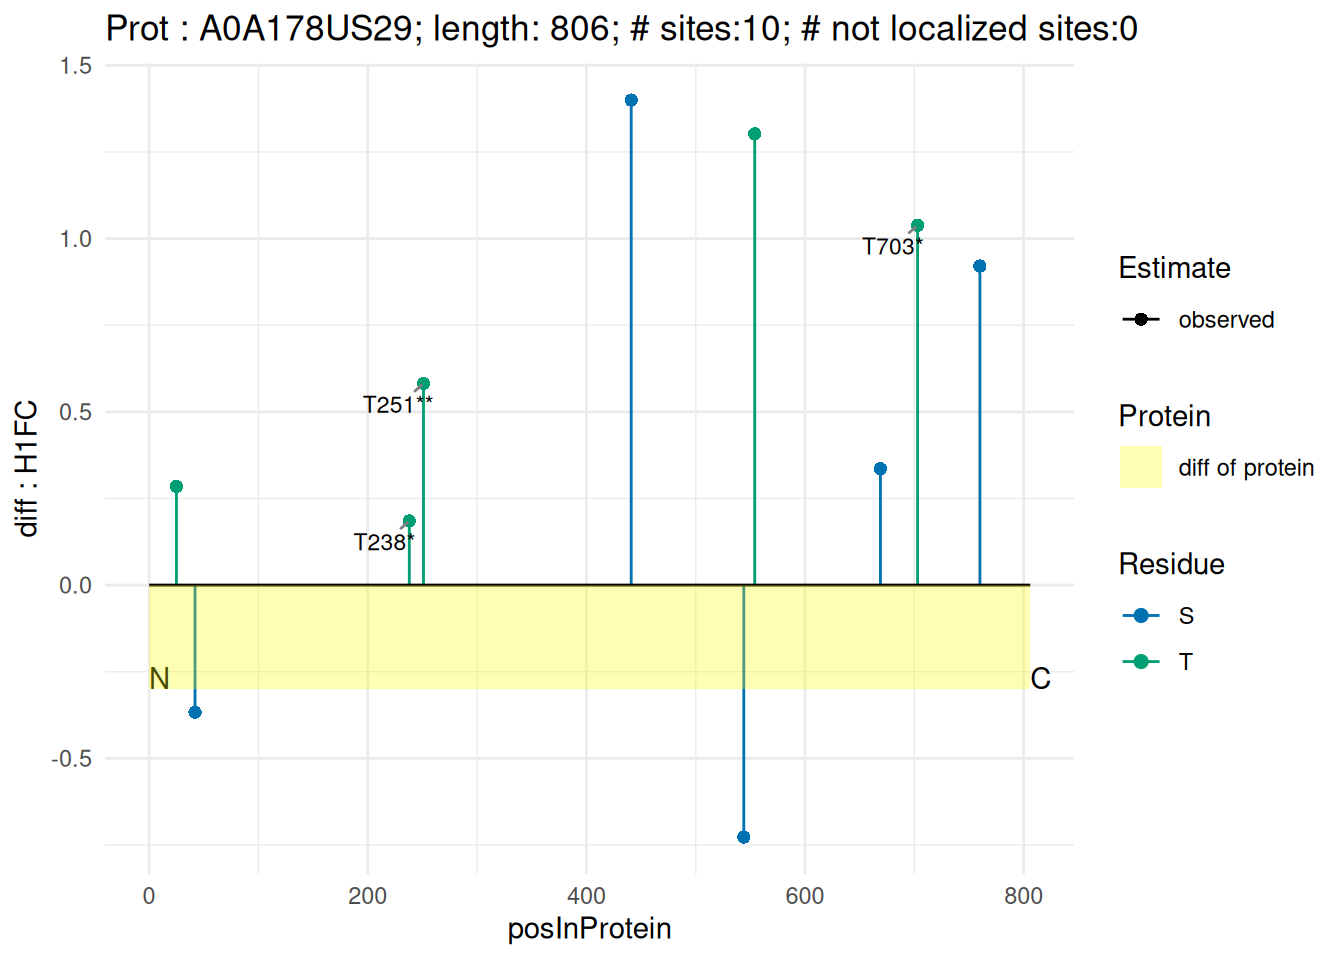 Prot : A0A178US29; length: 806; # sites:10; # not localized sites:0
1.5
1.0
0.5
0.0
-0.5
diff : H1FC
T703*
T251**
T238*
N
C
0
200
400
600
800
posInProtein
Estimate
observed
Protein
diff of protein
Residue
S
T